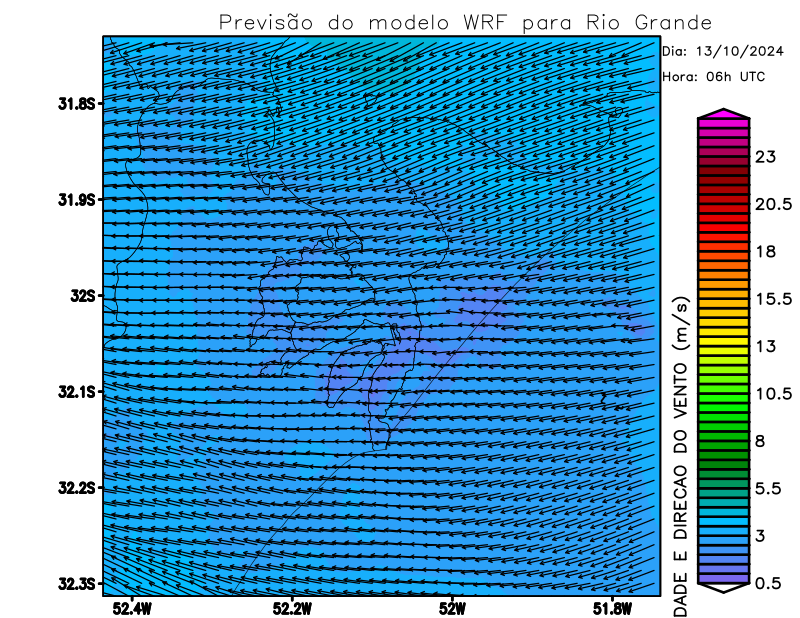 Previsão do modelo WRF para Rio Grande
Dia: 13/10/2024
Hora: 06h UTC
31.8S
31.9S
32S
32.1S
32.2S
32.3S
52.4W
52.2W
52W
51.8W
23
20.5
18
15.5
13
10.5
8
5.5
3
0.5
DADE E DIRECAO DO VENTO (m/s)